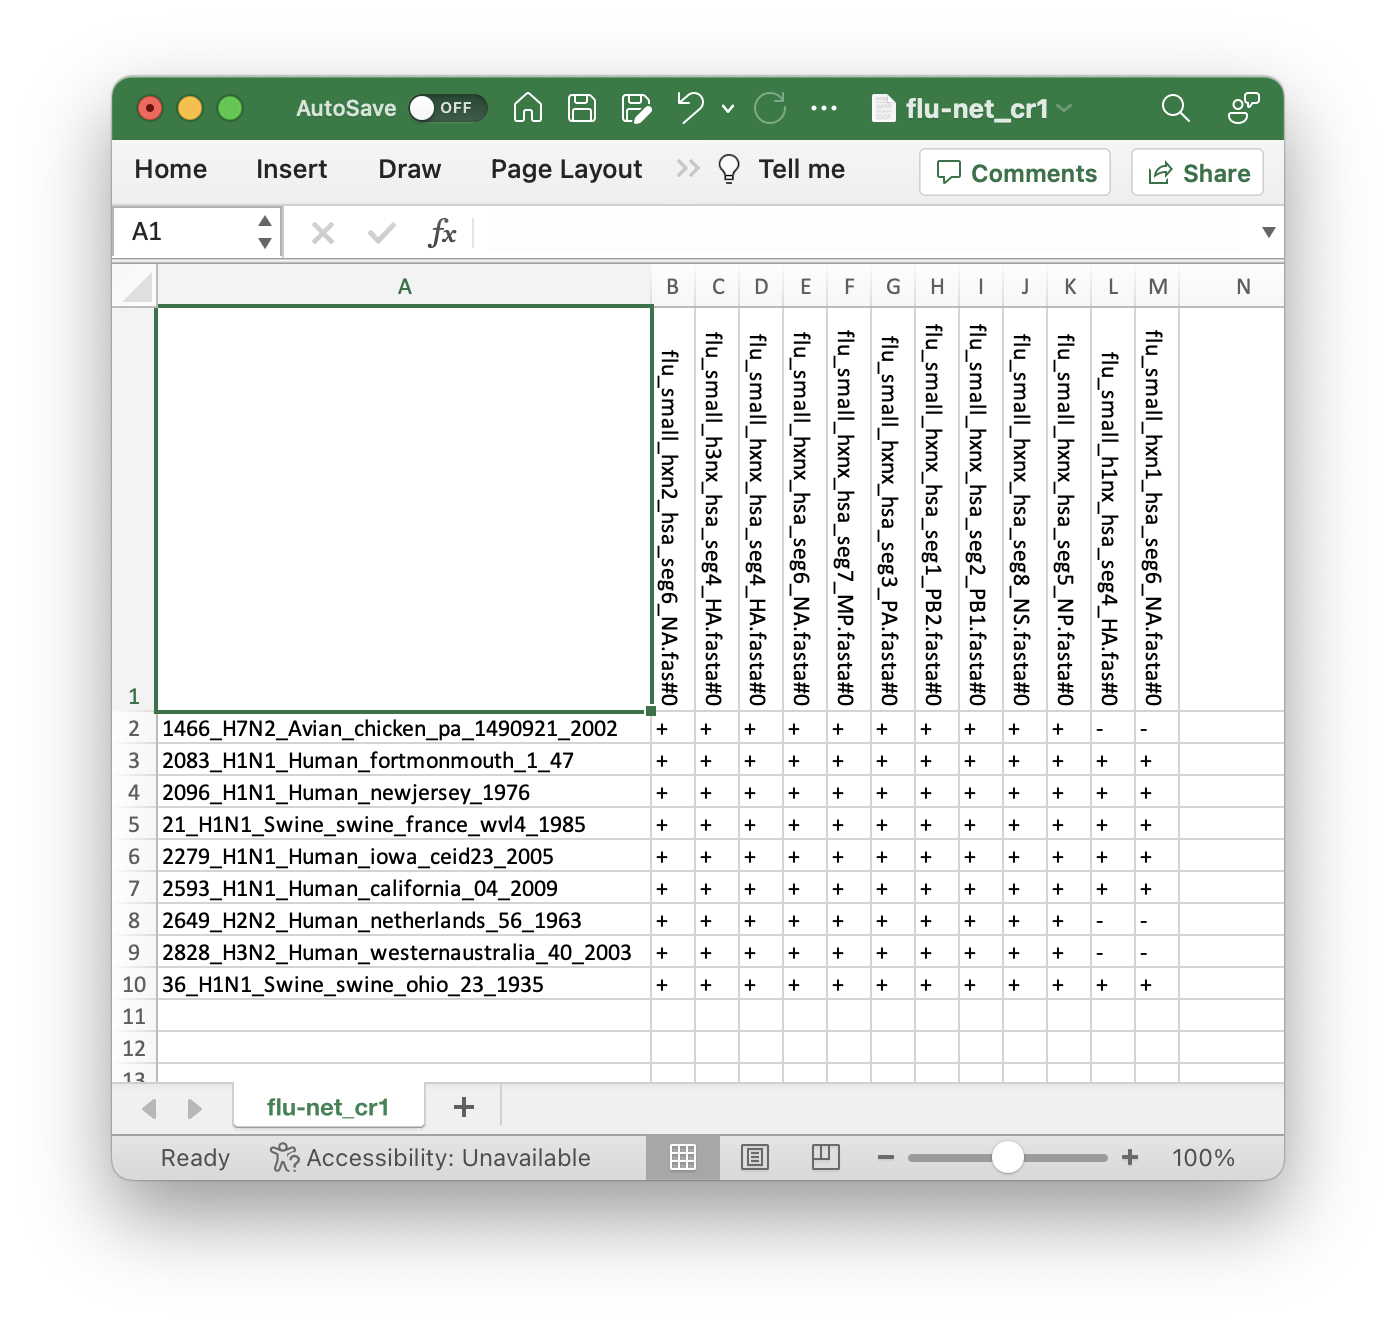 AutoSave OFF flu-net_cr1
Home Insert Draw Page Layout >> Tell me Comments Share
A1 fx
A B C D E F G H I J K L M N
1
flu_small_hxn2_hsa_seg6_NA.fas#0
flu_small_h3nx_hsa_seg4_HA.fasta#0
flu_small_hxnx_hsa_seg4_HA.fasta#0
flu_small_hxnx_hsa_seg6_NA.fasta#0
flu_small_hxnx_hsa_seg7_MP.fasta#0
flu_small_hxnx_hsa_seg3_PA.fasta#0
flu_small_hxnx_hsa_seg1_PB2.fasta#0
flu_small_hxnx_hsa_seg2_PB1.fasta#0
flu_small_hxnx_hsa_seg8_NS.fasta#0
flu_small_hxnx_hsa_seg5_NP.fasta#0
flu_small_h1nx_hsa_seg4_HA.fas#0
flu_small_hxn1_hsa_seg6_NA.fasta#0
2 1466_H7N2_Avian_chicken_pa_1490921_2002 + + + + + + + + + + - -
3 2083_H1N1_Human_fortmonmouth_1_47 + + + + + + + + + + + +
4 2096_H1N1_Human_newjersey_1976 + + + + + + + + + + + +
5 21_H1N1_Swine_swine_france_wvl4_1985 + + + + + + + + + + + +
6 2279_H1N1_Human_iowa_ceid23_2005 + + + + + + + + + + + +
7 2593_H1N1_Human_california_04_2009 + + + + + + + + + + + +
8 2649_H2N2_Human_netherlands_56_1963 + + + + + + + + + + - -
9 2828_H3N2_Human_westernaustralia_40_2003 + + + + + + + + + + - -
10 36_H1N1_Swine_swine_ohio_23_1935 + + + + + + + + + + + +
11
12
13
flu-net_cr1 +
Ready Accessibility: Unavailable − + 100%